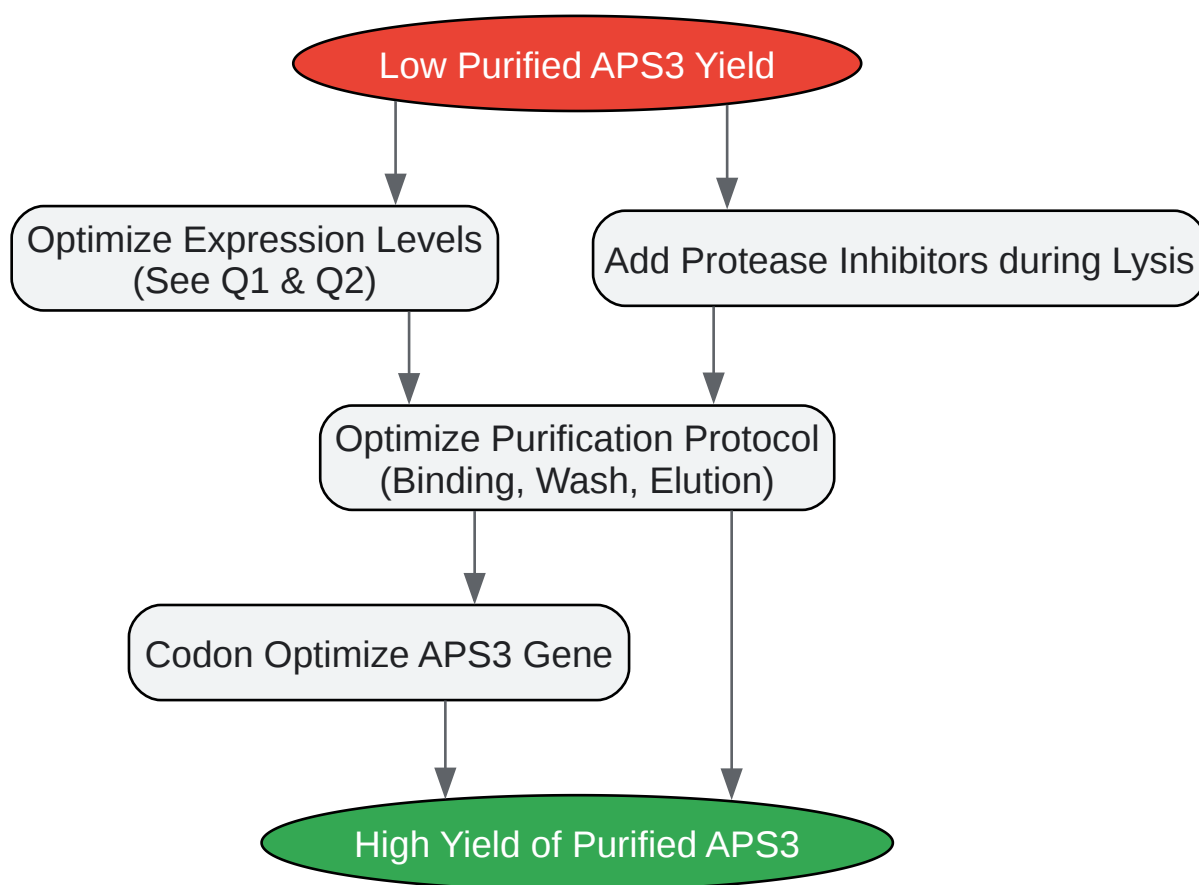 Low Purified APS3 Yield
Optimize Expression Levels
(See Q1 & Q2)
Add Protease Inhibitors during Lysis
Optimize Purification Protocol
(Binding, Wash, Elution)
Codon Optimize APS3 Gene
High Yield of Purified APS3